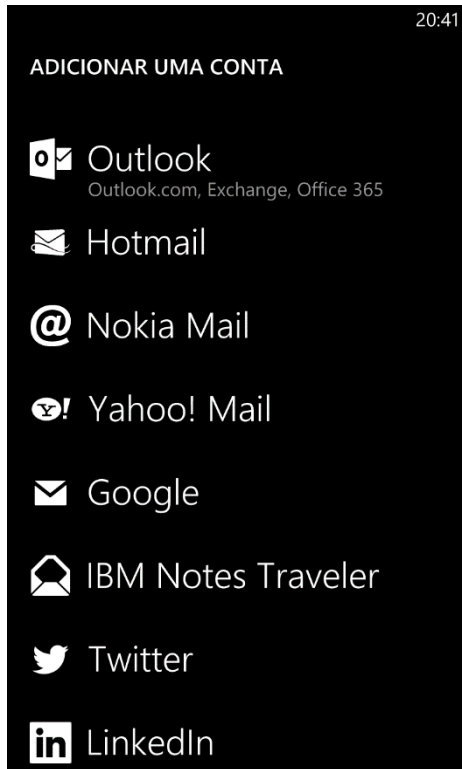 20:41
ADICIONAR UMA CONTA
Outlook
Outlook.com, Exchange, Office 365
Hotmail
@ Nokia Mail
Y! Yahoo! Mail
Google
IBM Notes Traveler
Twitter
in LinkedIn